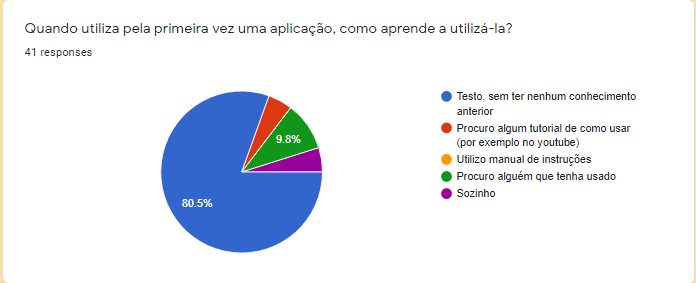 Quando utiliza pela primeira vez uma aplicação, como aprende a utilizá-la?
41 responses
Testo, sem ter nenhum conhecimento
anterior
Procuro algum tutorial de como usar
(por exemplo no youtube)
Utilizo manual de instruções
Procuro alguém que tenha usado
Sozinho
9.8%
80.5%